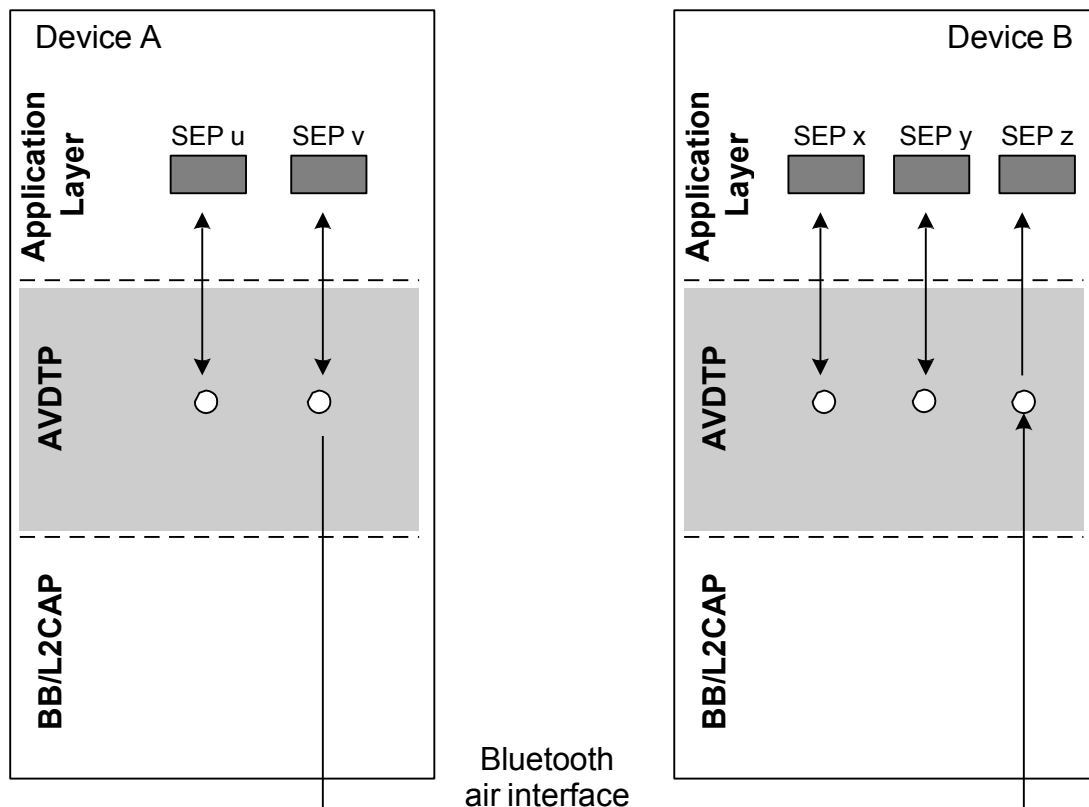 Device A
Application
Layer
SEP u
SEP v
AVDTP
BB/L2CAP
Device B
Application
Layer
SEP x
SEP y
SEP z
AVDTP
BB/L2CAP
Bluetooth
air interface